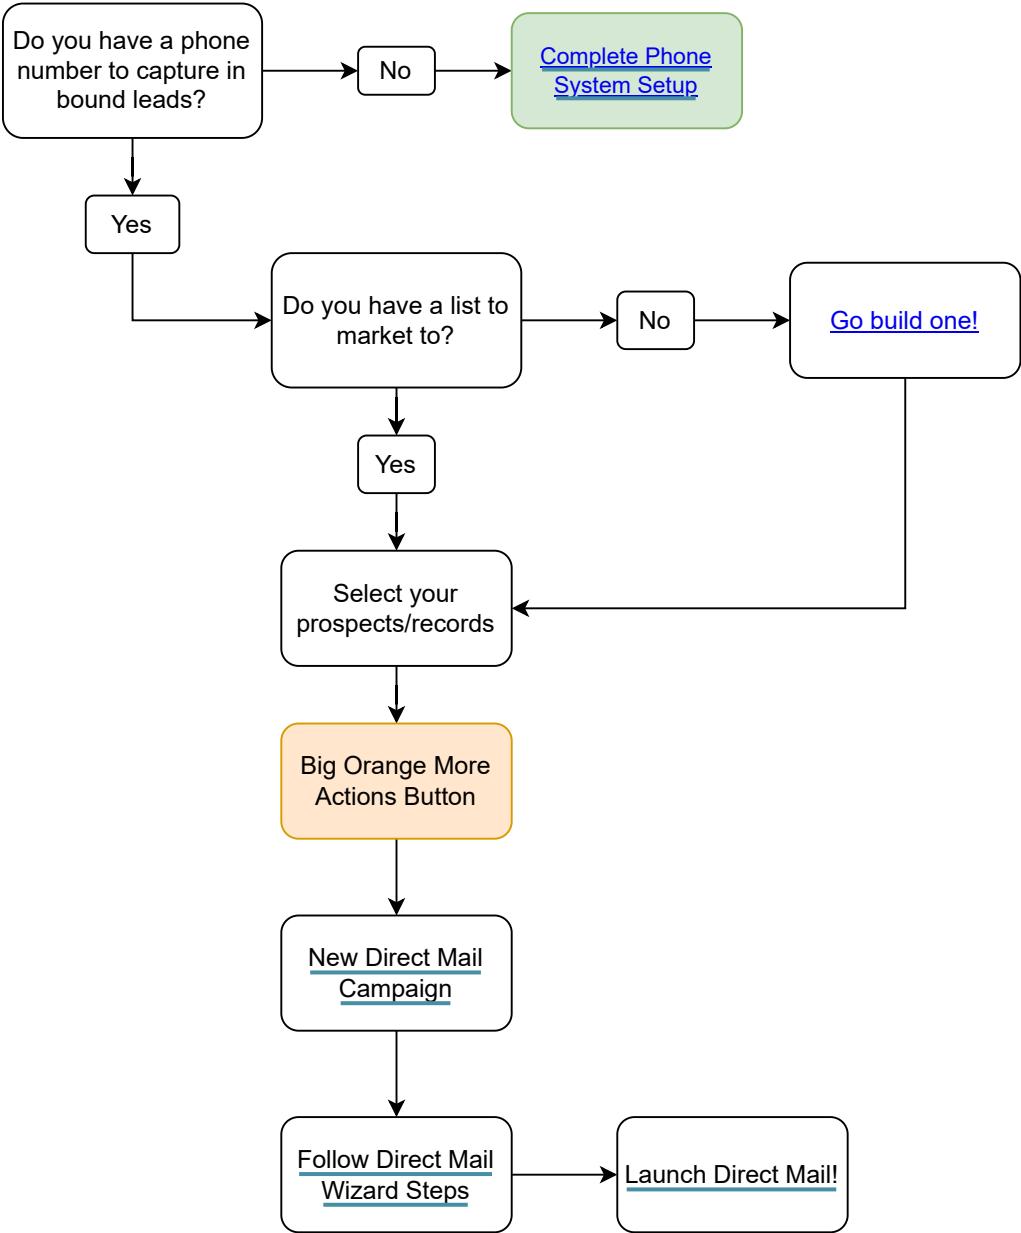 Do you have a phone
number to capture in
bound leads?
No
Complete Phone
System Setup
Yes
Do you have a list to
market to?
No
Go build one!
Yes
Select your
prospects/records
Big Orange More
Actions Button
New Direct Mail
Campaign
Follow Direct Mail
Wizard Steps
Launch Direct Mail!